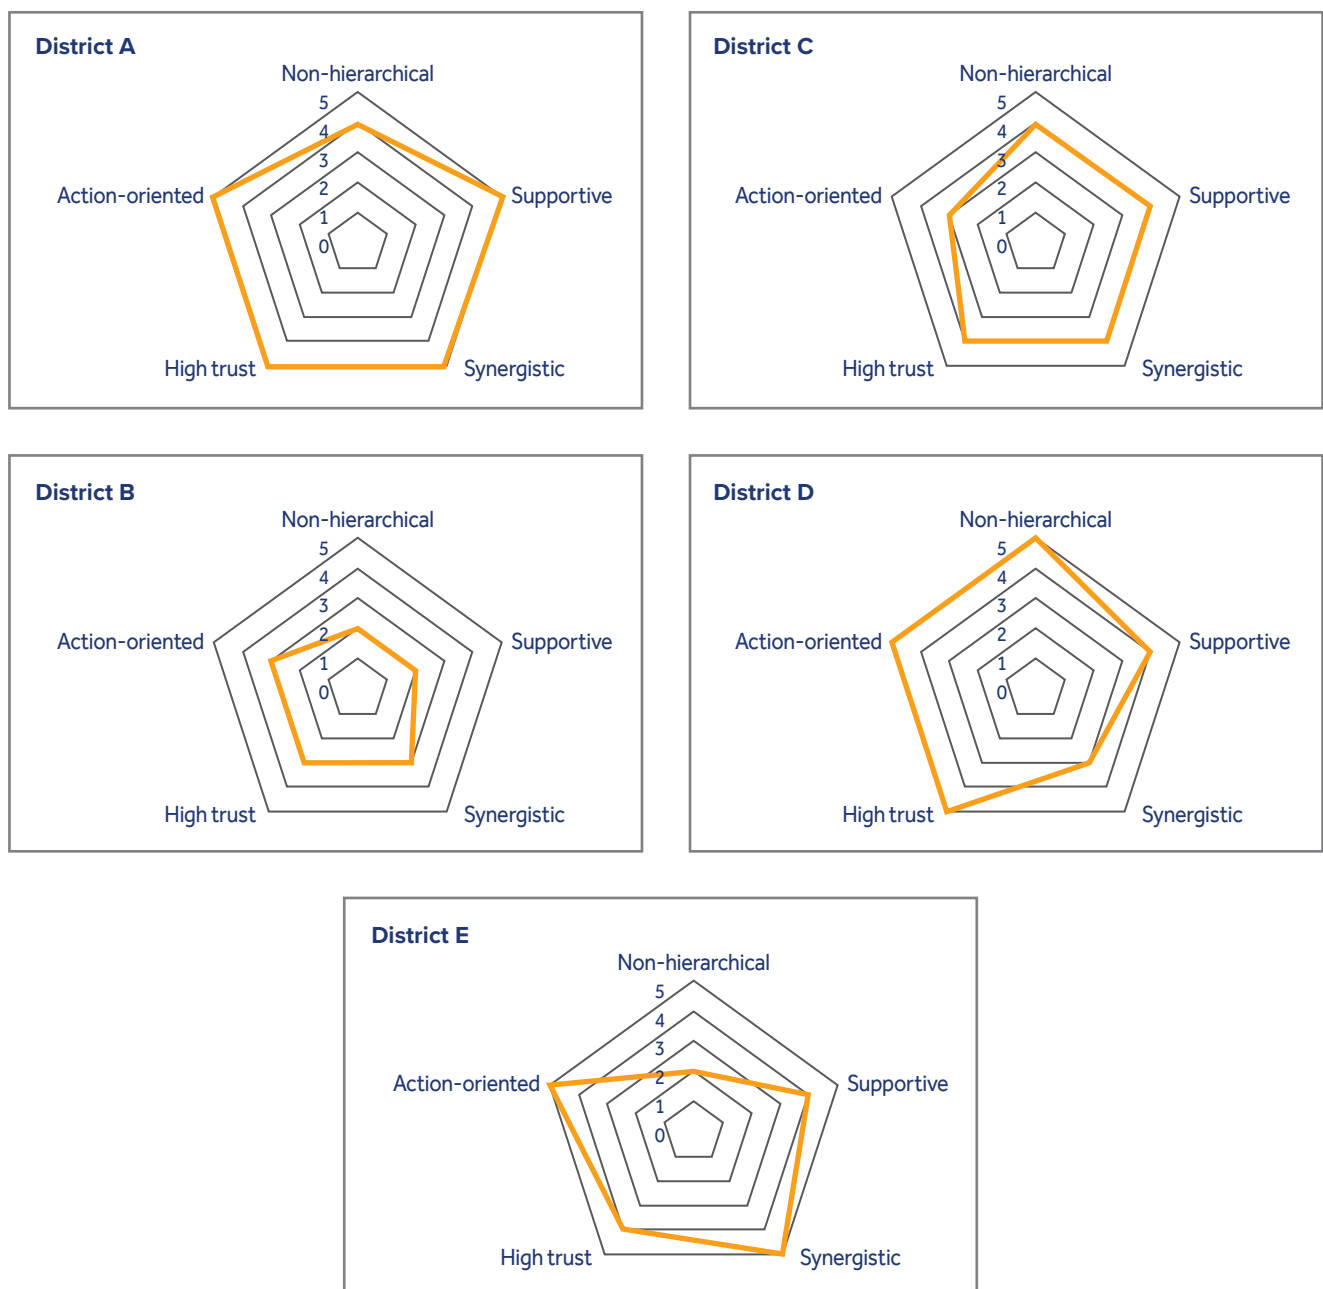 District A
Non-hierarchical
5
4
3
2
1
0
Action-oriented
Supportive
High trust
Synergistic
District C
Non-hierarchical
5
4
3
2
1
0
Action-oriented
Supportive
High trust
Synergistic
District B
Non-hierarchical
5
4
3
2
1
0
Action-oriented
Supportive
High trust
Synergistic
District D
Non-hierarchical
5
4
3
2
1
0
Action-oriented
Supportive
High trust
Synergistic
District E
Non-hierarchical
5
4
3
2
1
0
Action-oriented
Supportive
High trust
Synergistic